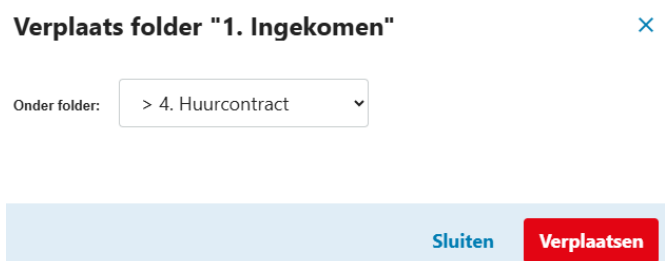 Verplaats folder "1. Ingekomen"
Onder folder: > 4. Huurcontract
Sluiten Verplaatsen